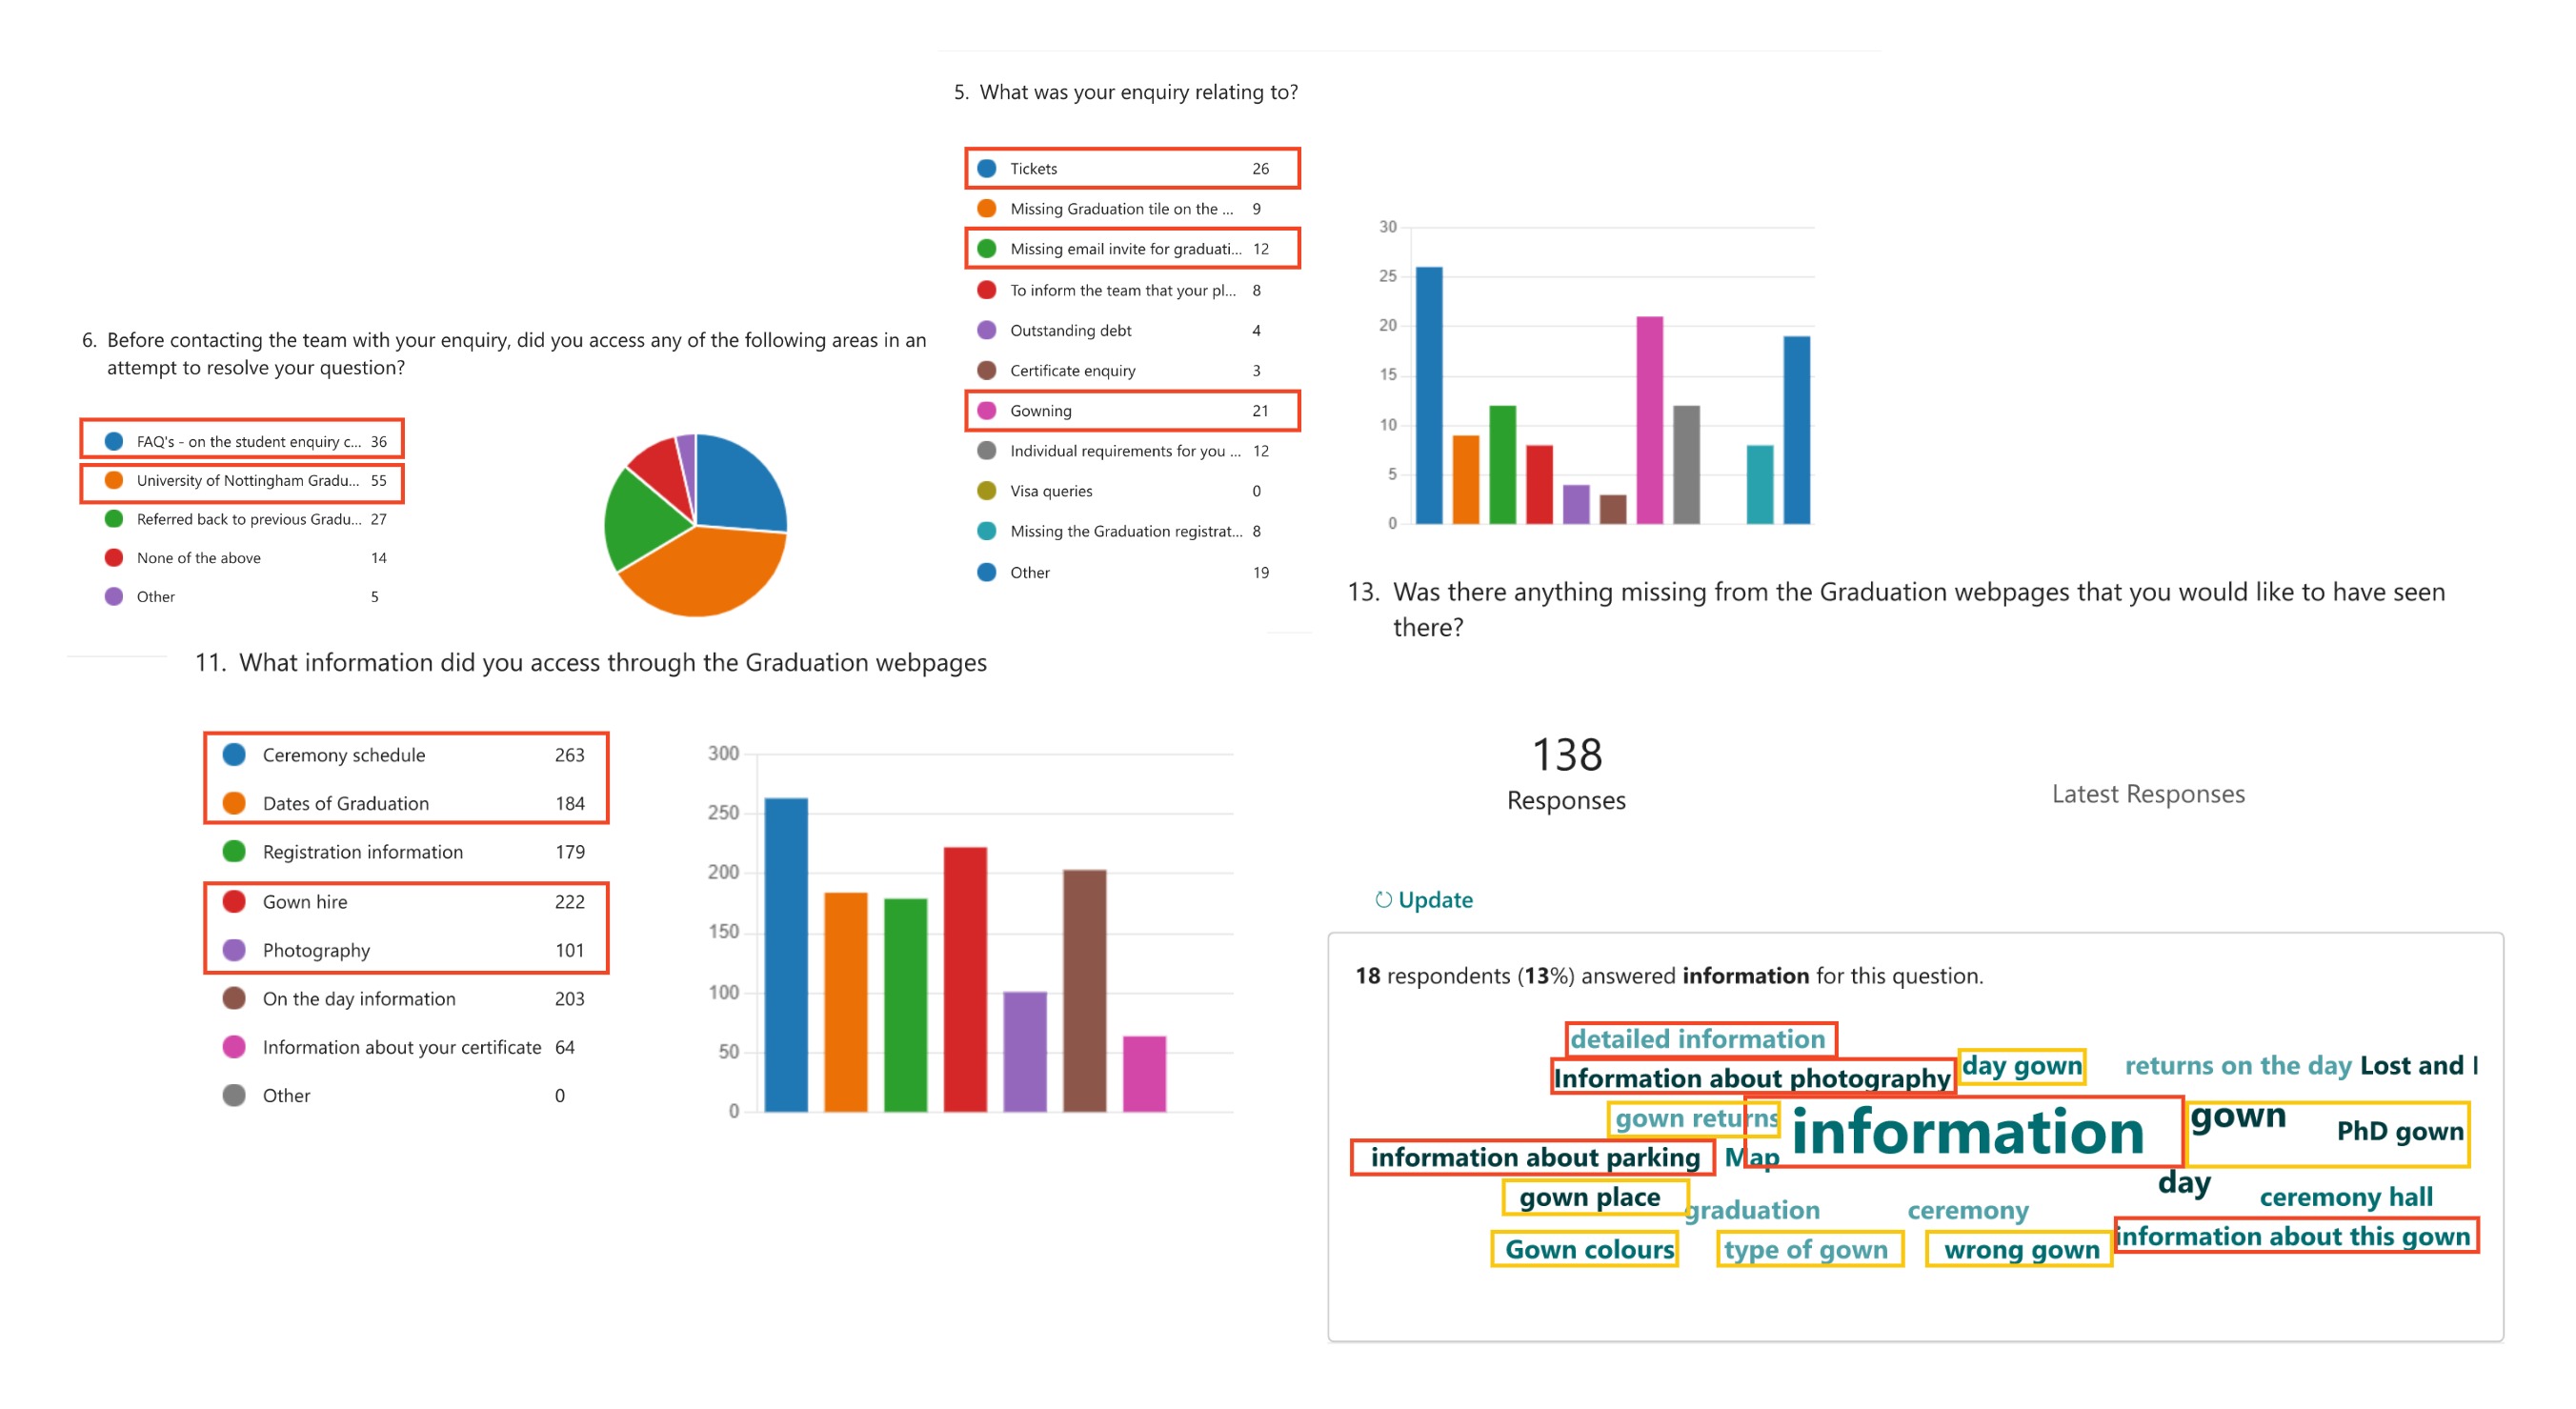 5. What was your enquiry relating to?
Tickets 26
Missing Graduation tile on the ... 9
Missing email invite for graduati... 12
To inform the team that your pl... 8
Outstanding debt 4
Certificate enquiry 3
Gowning 21
Individual requirements for you ... 12
Visa queries 0
Missing the Graduation registrat... 8
Other 19
30
25
20
15
10
5
0
6. Before contacting the team with your enquiry, did you access any of the following areas in an
attempt to resolve your question?
FAQ's - on the student enquiry c... 36
University of Nottingham Gradu... 55
Referred back to previous Gradu... 27
None of the above 14
Other 5
11. What information did you access through the Graduation webpages
Ceremony schedule 263
Dates of Graduation 184
Registration information 179
Gown hire 222
Photography 101
On the day information 203
Information about your certificate 64
Other 0
300
250
200
150
100
50
0
13. Was there anything missing from the Graduation webpages that you would like to have seen
there?
138
Responses
Latest Responses
Update
18 respondents (13%) answered information for this question.
detailed information
Information about photography day gown returns on the day Lost and
gown returns information gown PhD gown
information about parking Map
gown place graduation ceremony day ceremony hall
Gown colours type of gown wrong gown information about this gown